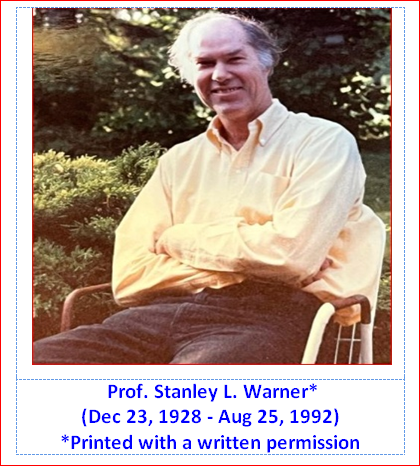 Prof. Stanley L. Warner*
(Dec 23, 1928 - Aug 25, 1992)
*Printed with a written permission